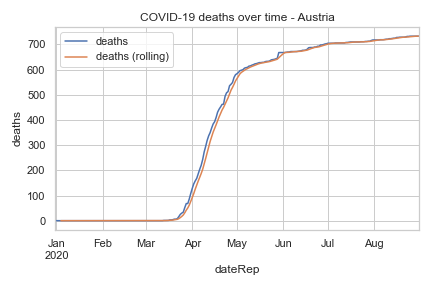 COVID-19 deaths over time - Austria
deaths
deaths (rolling)
700
600
500
400
300
200
100
0
deaths
Jan Feb Mar Apr May Jun Jul Aug
2020
dateRep